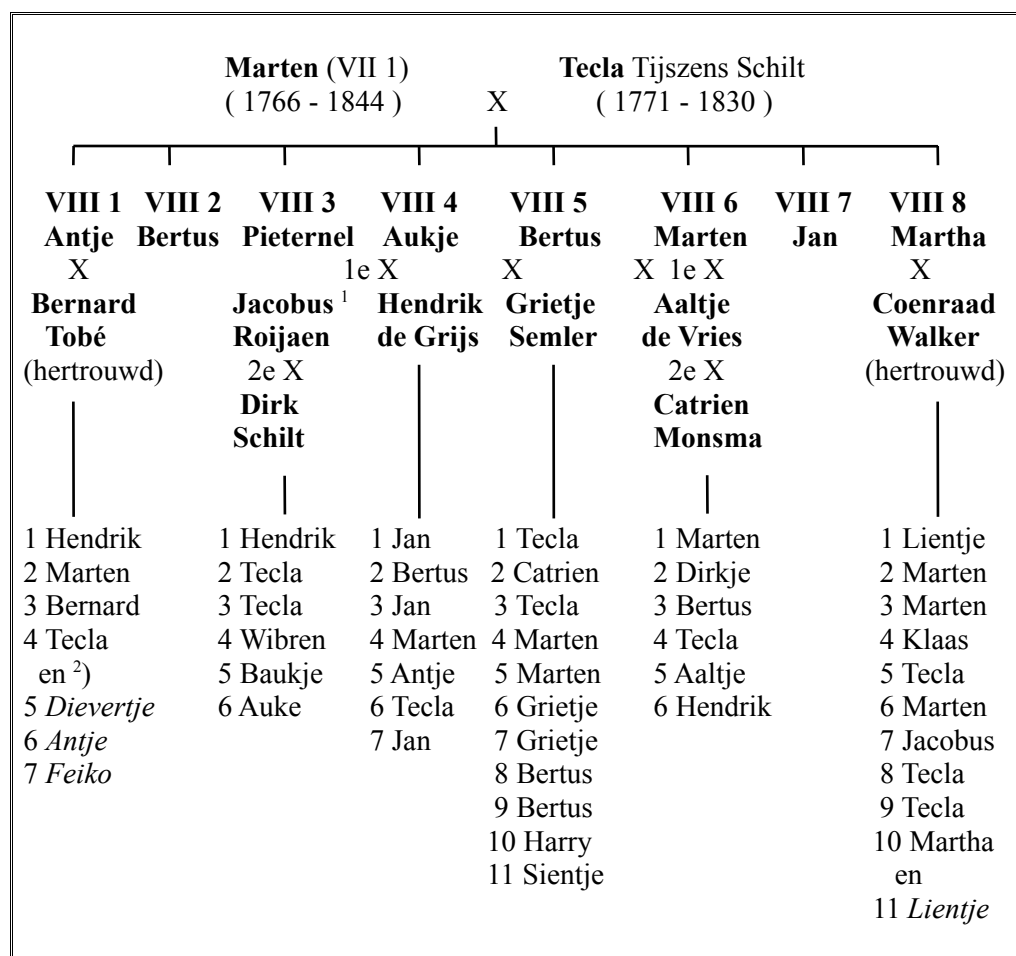 Marten (VII 1) Tecla Tijszens Schilt
( 1766 - 1844 ) X ( 1771 - 1830 )
VIII 1 VIII 2 VIII 3 VIII 4 VIII 5 VIII 6 VIII 7 VIII 8
Antje Bertus Pieternel Aukje Bertus Marten Jan Martha
X 1e X X X 1e X X
Bernard Jacobus ¹ Hendrik Grietje Aaltje Coenraad
Tobé Roijaen de Grijs Semler de Vries Walker
(hertrouwd) 2e X 2e X (hertrouwd)
Dirk Catrien
Schilt Monsma
1 Hendrik 1 Hendrik 1 Jan 1 Tecla 1 Marten 1 Lientje
2 Marten 2 Tecla 2 Bertus 2 Catrien 2 Dirkje 2 Marten
3 Bernard 3 Tecla 3 Jan 3 Tecla 3 Bertus 3 Marten
4 Tecla 4 Wibren 4 Marten 4 Marten 4 Tecla 4 Klaas
en ²) 5 Baukje 5 Antje 5 Marten 5 Aaltje 5 Tecla
5 Dievertje 6 Auke 6 Tecla 6 Grietje 6 Hendrik 6 Marten
6 Antje 7 Jan 7 Grietje 7 Jacobus
7 Feiko 8 Bertus 8 Tecla
9 Bertus 9 Tecla
10 Harry 10 Martha
11 Sientje en
11 Lientje